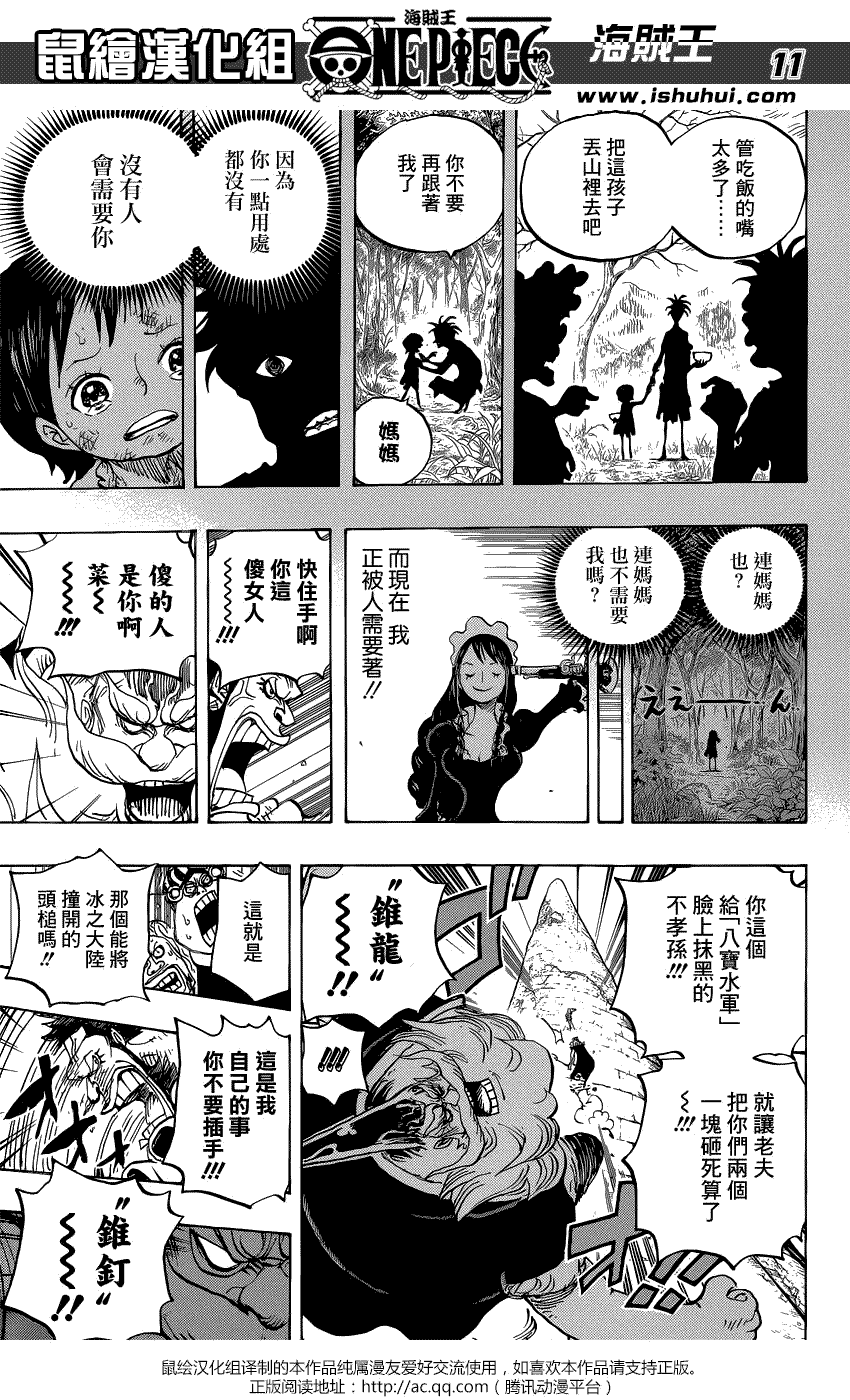 鼠繪漢化組
海賊王
ONE PIECE
海賊王
11
www.ishuhui.com
管吃飯的嘴
太多了……
把這孩子
丟山裡去吧
你不要
再跟著
我了
媽媽
因為
你一點用處
都沒有
沒有人
會需要你
連媽媽
也?
ええーーん
連媽媽
也不需要
我嗎?
而現在 我
正被人需要著!!
快住手啊
你這
傻女人
~~~!!!
傻的人
是你啊
菜~
~~~!!!
你這個
給「八寶水軍」
臉上抹黑的
不孝孫!!!
就讓老夫
把你們兩個
一塊砸死算了
~~!!!
"錐龍"
!!!!
這就是
那個能將
冰之大陸
撞開的
頭槌嗎!!
這是我
自己的事
你不要插手!!!
"錐釘"
~~~!!
鼠绘汉化组译制的本作品纯属漫友爱好交流使用，如喜欢本作品请支持正版。
正版阅读地址：http://ac.qq.com（腾讯动漫平台）